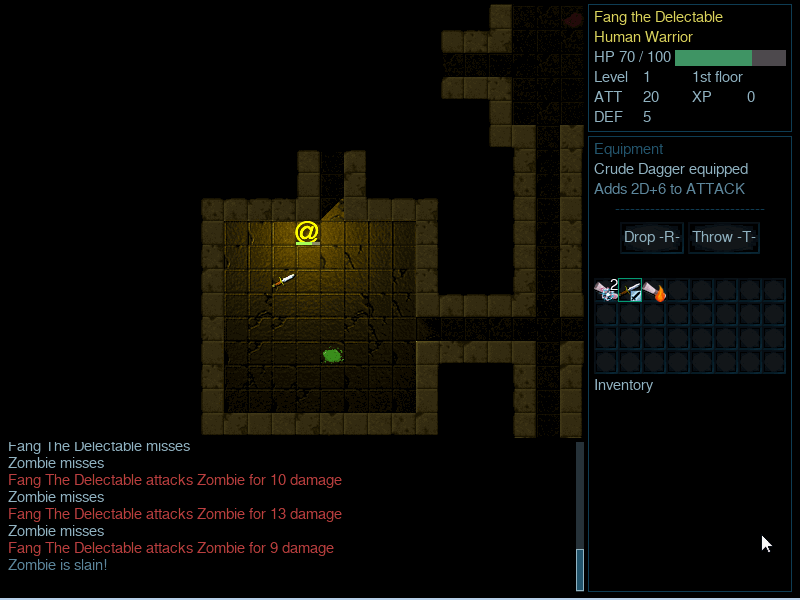 Fang the Delectable
Human Warrior
HP 70 / 100
Level 1 1st floor
ATT 20 XP 0
DEF 5
Equipment
Crude Dagger equipped
Adds 2D+6 to ATTACK
Drop -R- Throw -T-
2
Inventory
@
Fang The Delectable misses
Zombie misses
Fang The Delectable attacks Zombie for 10 damage
Zombie misses
Fang The Delectable attacks Zombie for 13 damage
Zombie misses
Fang The Delectable attacks Zombie for 9 damage
Zombie is slain!